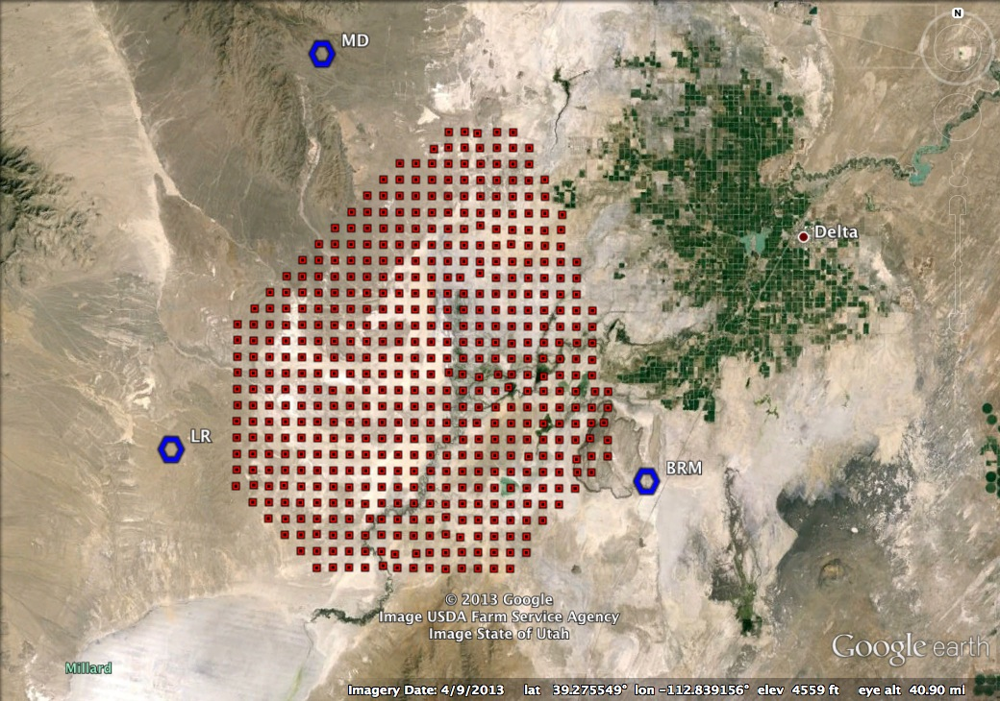 N
MD
Delta
LR
BRM
© 2013 Google
Image USDA Farm Service Agency
Image State of Utah
Google earth
Millard
Imagery Date: 4/9/2013 lat 39.275549° lon -112.839156° elev 4559 ft eye alt 40.90 mi